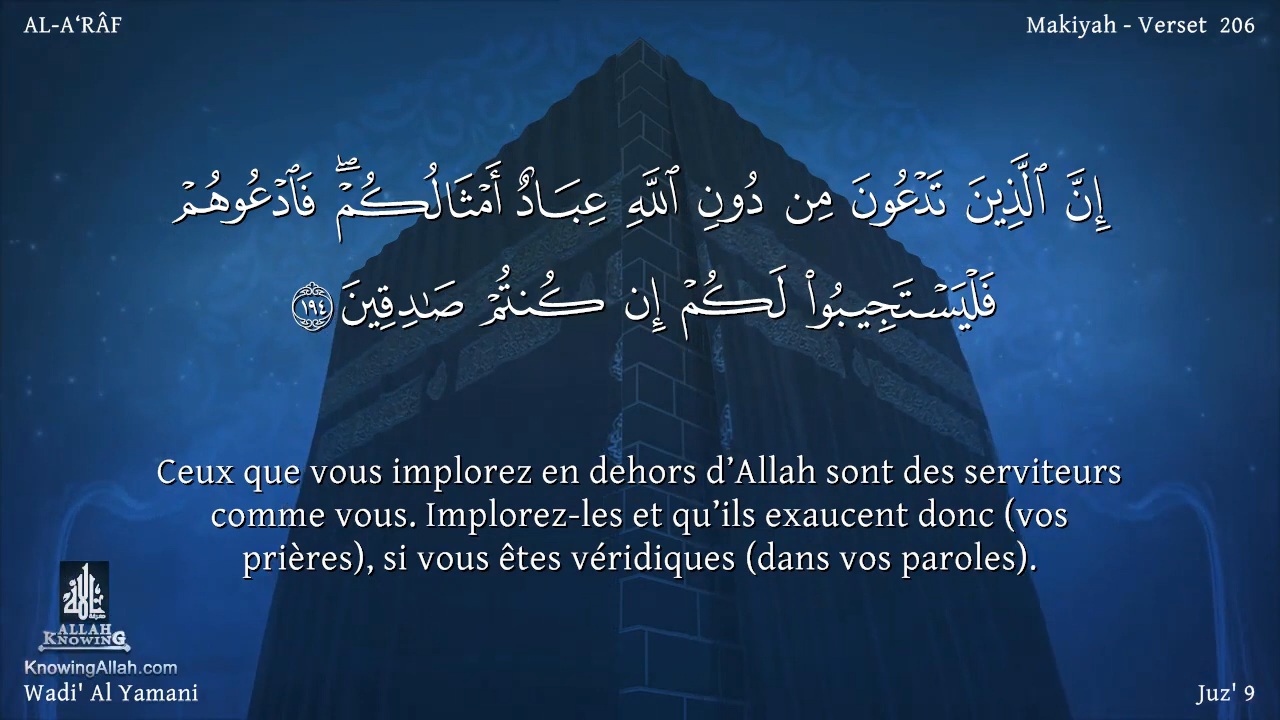 AL-A‘RÂF
Makiyah - Verset 206
إِنَّ ٱلَّذِينَ تَدْعُونَ مِن دُونِ ٱللَّهِ عِبَادٌ أَمْثَالُكُمْ ۖ فَٱدْعُوهُمْ
فَلْيَسْتَجِيبُوا۟ لَكُمْ إِن كُنتُمْ صَـٰدِقِينَ ١٩٤
Ceux que vous implorez en dehors d’Allah sont des serviteurs
comme vous. Implorez-les et qu’ils exaucent donc (vos
prières), si vous êtes véridiques (dans vos paroles).
ALLAH
KNOWING
KnowingAllah.com
Wadi' Al Yamani
Juz' 9